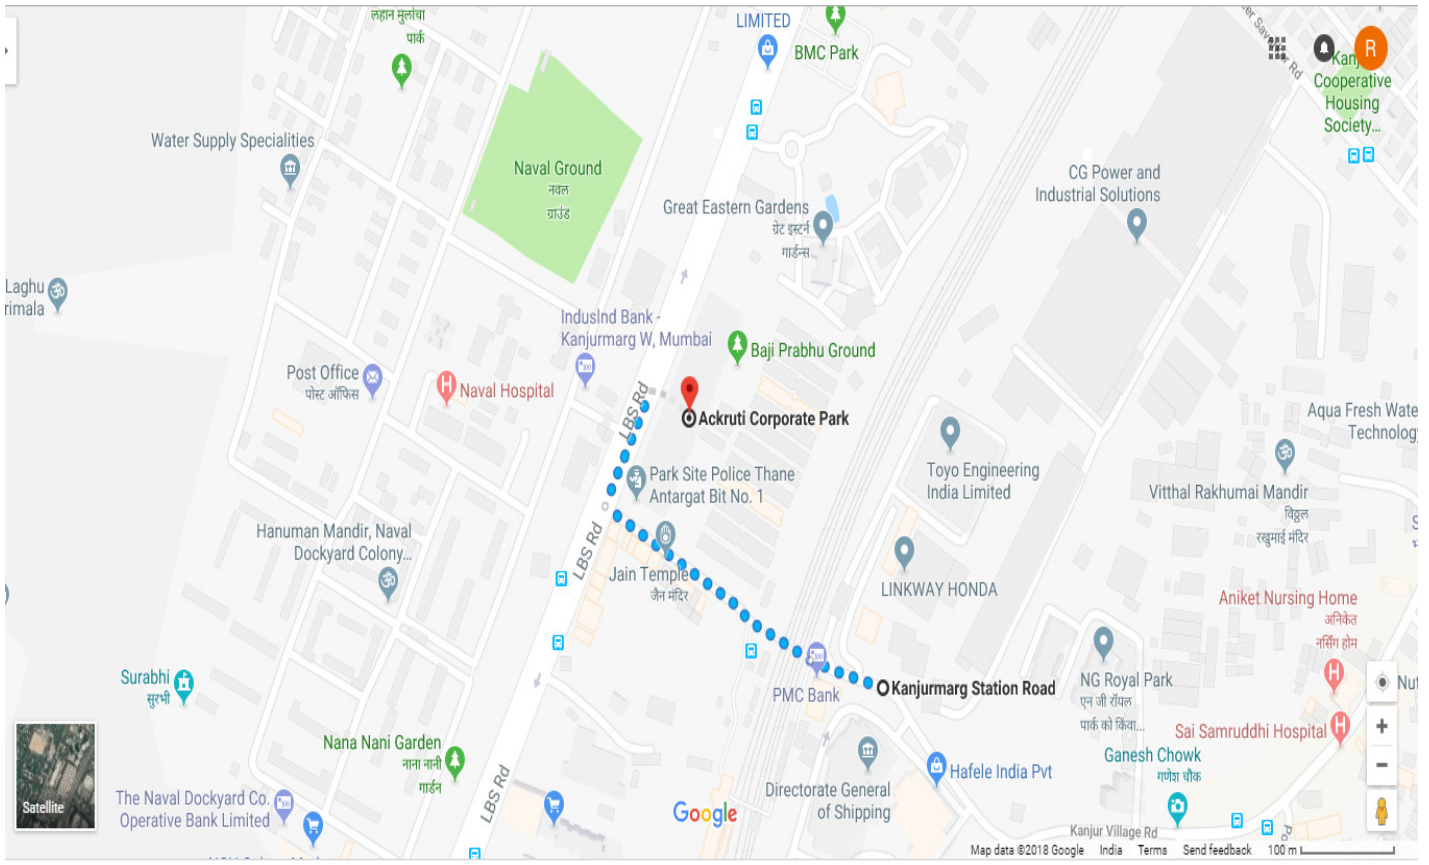 लहान मुलांचा
पार्क
LIMITED
BMC Park
R
Kanj
Cooperative
Housing
Society...
Water Supply Specialities
Naval Ground
नवल
ग्राउंड
CG Power and
Industrial Solutions
Great Eastern Gardens
ग्रेट इस्टर्न
गार्डन्स
Laghu
rimala
IndusInd Bank -
Kanjurmarg W, Mumbai
Baji Prabhu Ground
Post Office
पोस्ट ऑफिस
Naval Hospital
LBS Rd
Ackruti Corporate Park
Aqua Fresh Wate
Technology
Park Site Police Thane
Antargat Bit No. 1
Toyo Engineering
India Limited
Vitthal Rakhumai Mandir
विठ्ठल
रखुमाई मंदिर
Hanuman Mandir, Naval
Dockyard Colony...
LBS Rd
Jain Temple
जैन मंदिर
LINKWAY HONDA
Aniket Nursing Home
अनिकेत
नर्सिंग होम
Surabhi
सुरभी
PMC Bank
Kanjurmarg Station Road
NG Royal Park
एन जी रॉयल
पार्क को किंवा...
Nut
Sai Samruddhi Hospital
Nana Nani Garden
नाना नानी
गार्डन
Ganesh Chowk
गणेश चौक
Hafele India Pvt
Directorate General
of Shipping
LBS Rd
Satellite
The Naval Dockyard Co.
Operative Bank Limited
Google
Kanjur Village Rd
Map data ©2018 Google India Terms Send feedback 100 m